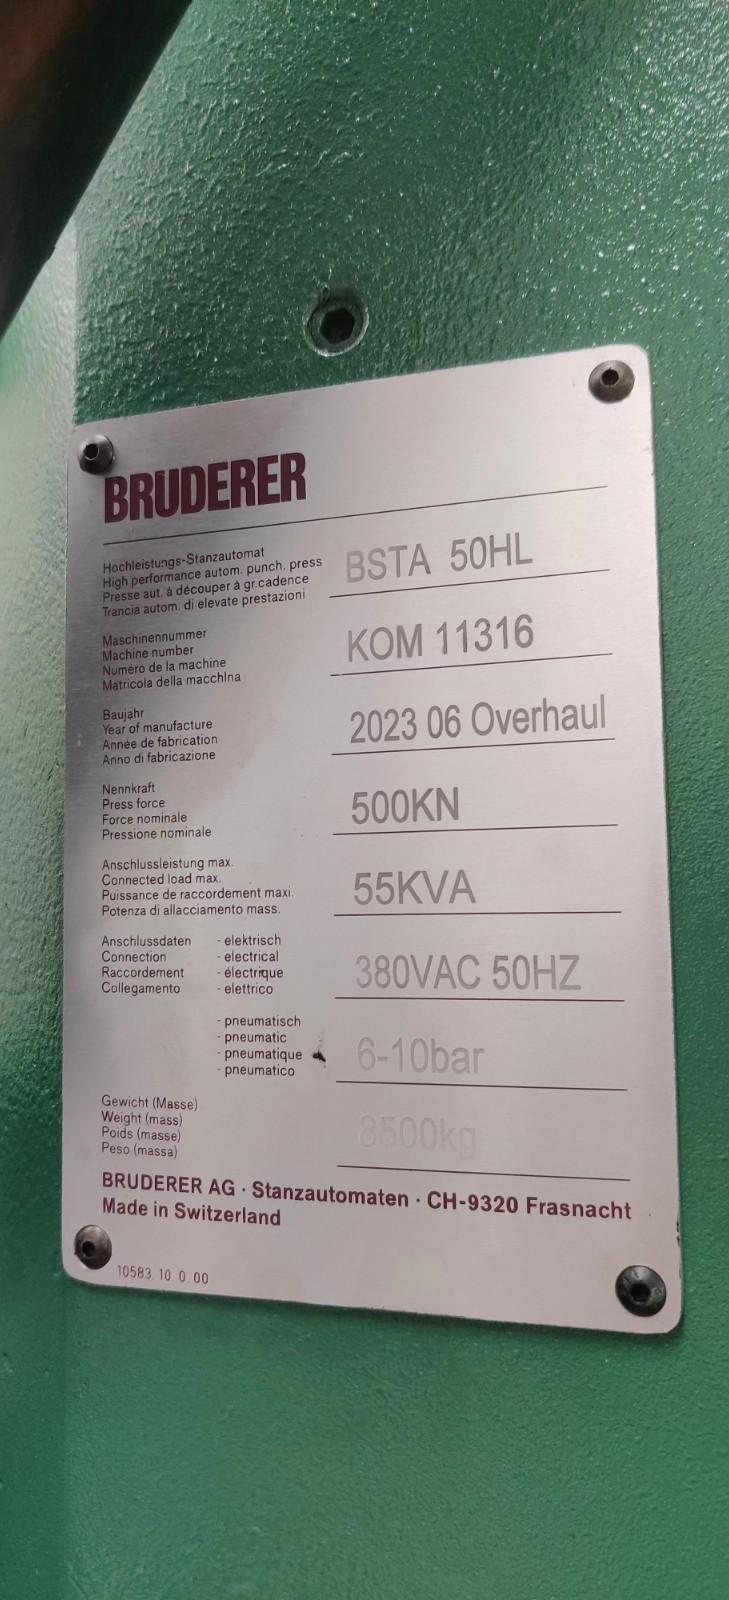 BRUDERER
Hochleistungs-Stanzautomat
High performance autom. punch. press
Presse aut. à découper à gr.cadence
Trancia autom. di elevate prestazioni
BSTA 50HL
Maschinennummer
Machine number
Numéro de la machine
Matricola della macchIna
KOM 11316
Baujahr
Year of manufacture
Année de fabrication
Anno di fabricazione
2023 06 Overhaul
Nennkraft
Press force
Force nominale
Pressione nominale
500KN
Anschlussleistung max.
Connected load max.
Puissance de raccordement maxi.
Potenza di allacciamento mass.
55KVA
Anschlussdaten - elektrisch
Connection - electrical
Raccordement - électrique
Collegamento - elettrico
380VAC 50HZ
- pneumatisch
- pneumatic
- pneumatique
- pneumatico
6-10bar
Gewicht (Masse)
Weight (mass)
Poids (masse)
Peso (massa)
8500kg
BRUDERER AG · Stanzautomaten · CH-9320 Frasnacht
Made in Switzerland
10583 10. 0. 00